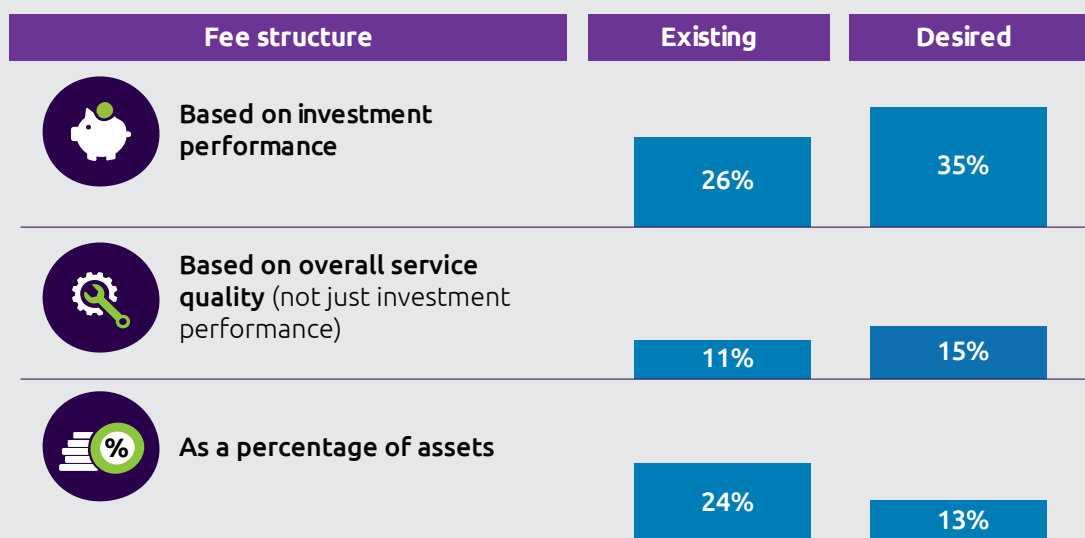 Fee structure Existing Desired
Based on investment
performance
26% 35%
Based on overall service
quality (not just investment
performance)
11% 15%
%
As a percentage of assets
24% 13%